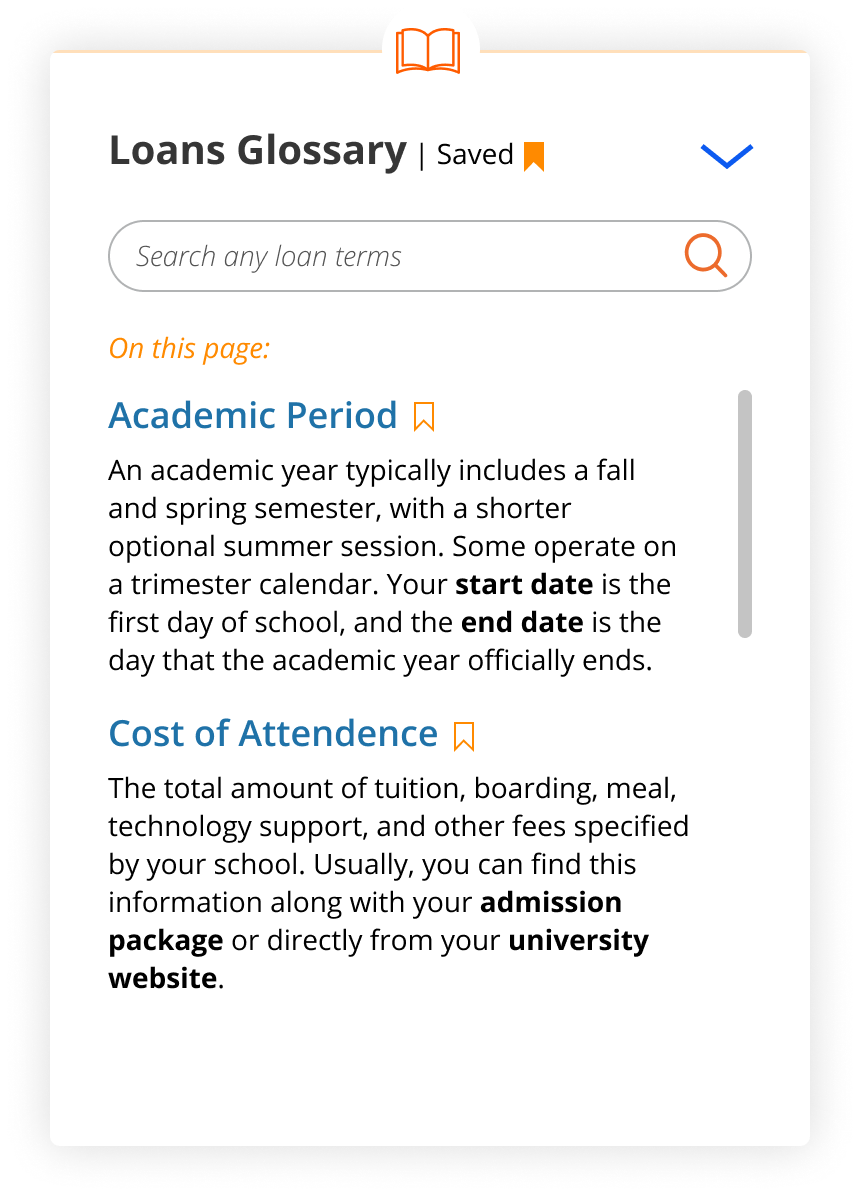 Loans Glossary | Saved
Search any loan terms
On this page:
Academic Period
An academic year typically includes a fall
and spring semester, with a shorter
optional summer session. Some operate on
a trimester calendar. Your start date is the
first day of school, and the end date is the
day that the academic year officially ends.
Cost of Attendence
The total amount of tuition, boarding, meal,
technology support, and other fees specified
by your school. Usually, you can find this
information along with your admission
package or directly from your university
website.